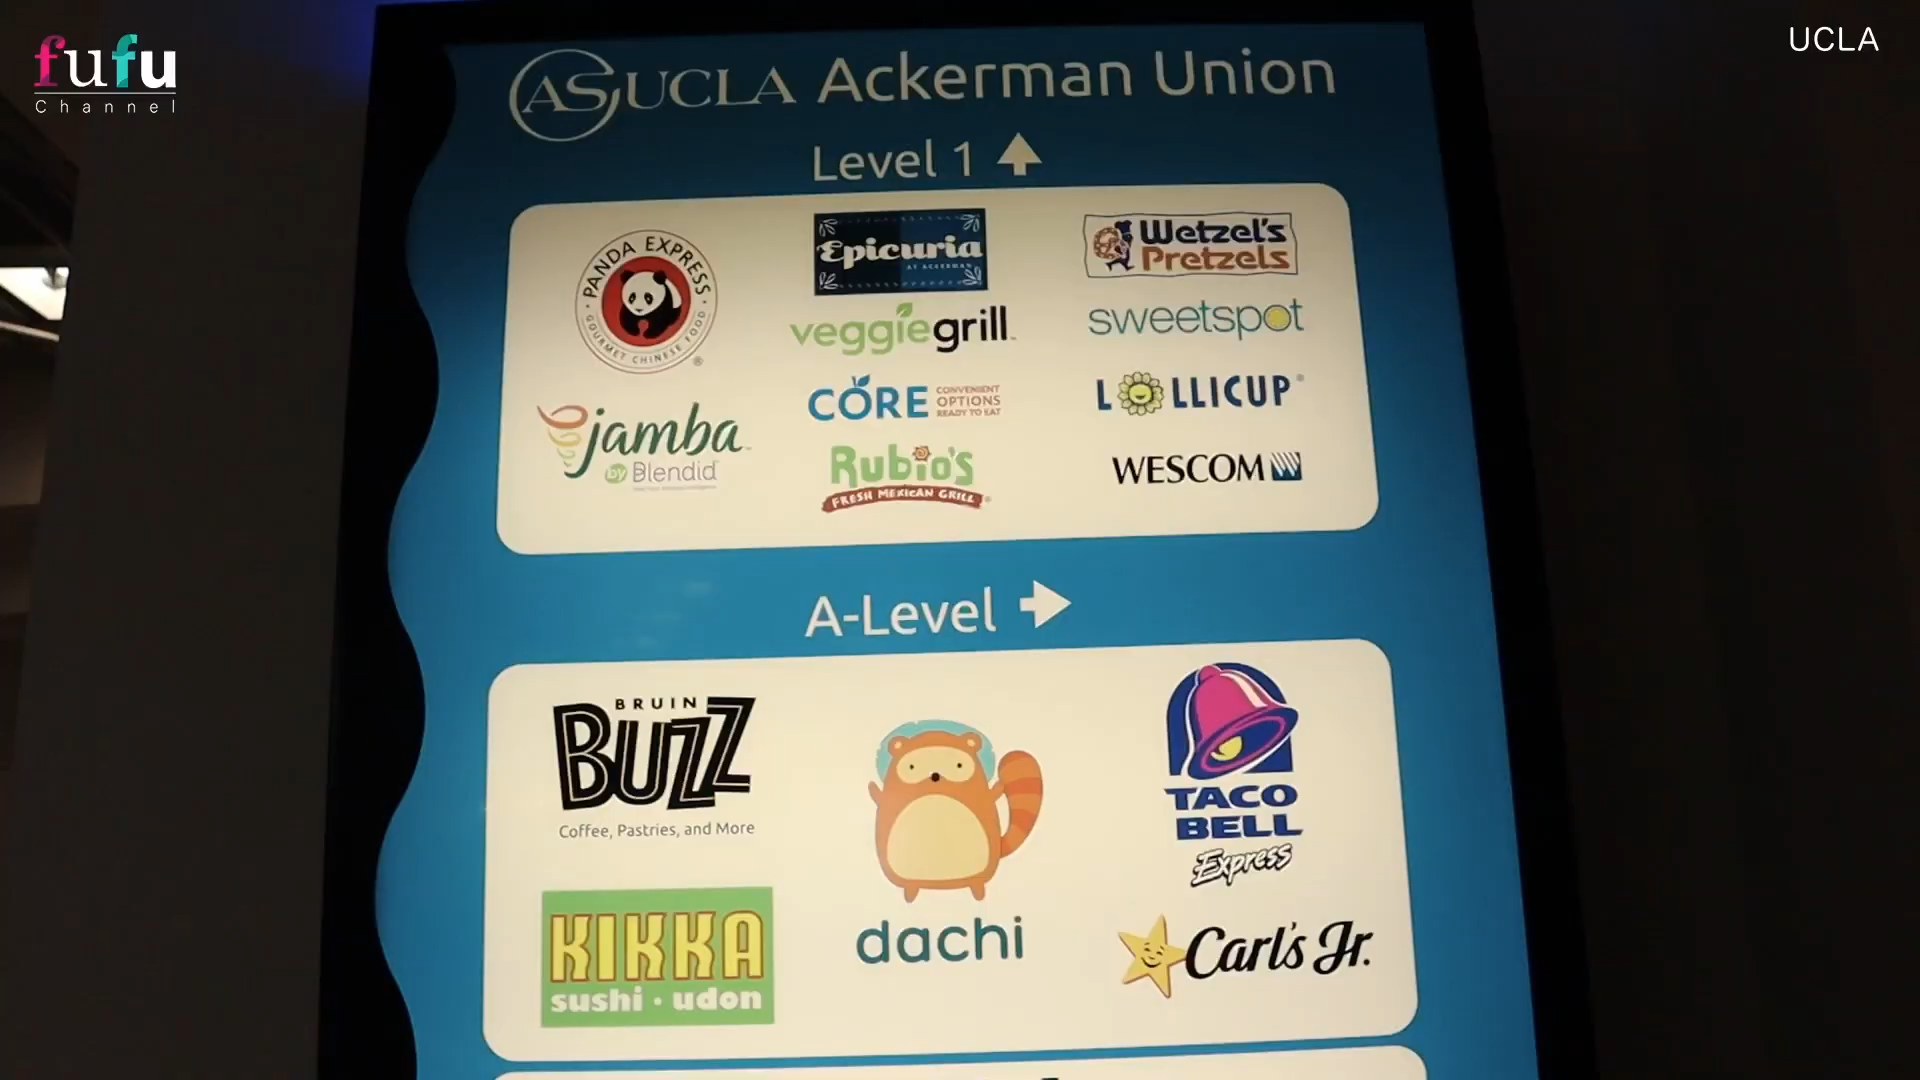 fufu
Channel
UCLA
ASUCLA Ackerman Union
Level 1
PANDA EXPRESS
GOURMET CHINESE FOOD
Epicuria
AT ACKERMAN
Wetzel's
Pretzels
veggiegrill
sweetspot
jamba
by Blendid
CORE CONVENIENT
OPTIONS
READY TO EAT
LOLLICUP
Rubio's
FRESH MEXICAN GRILL
WESCOM
A-Level
BRUIN
BUZZ
Coffee, Pastries, and More
dachi
TACO
BELL
Express
KIKKA
sushi · udon
Carl's Jr.